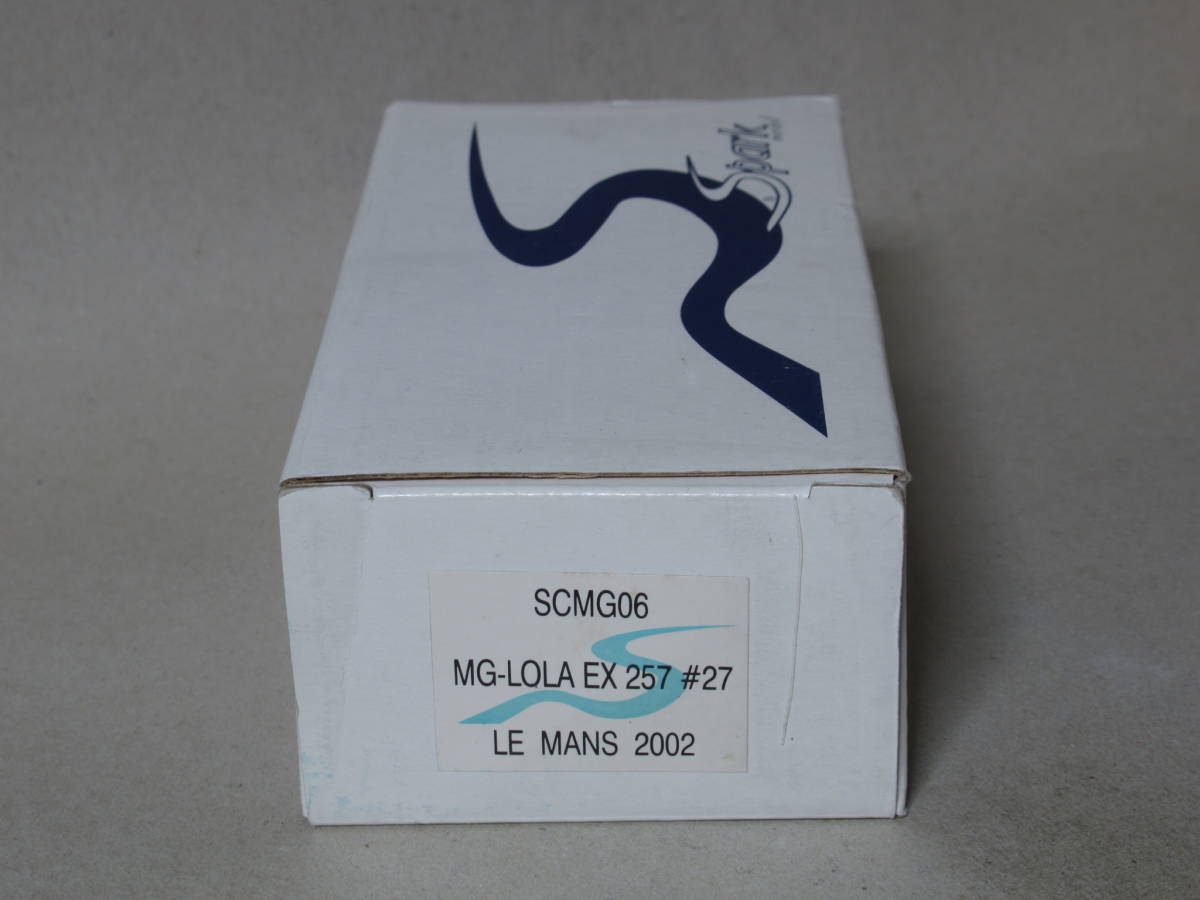 Spark
SCMG06
MG-LOLA EX 257 #27
LE MANS 2002